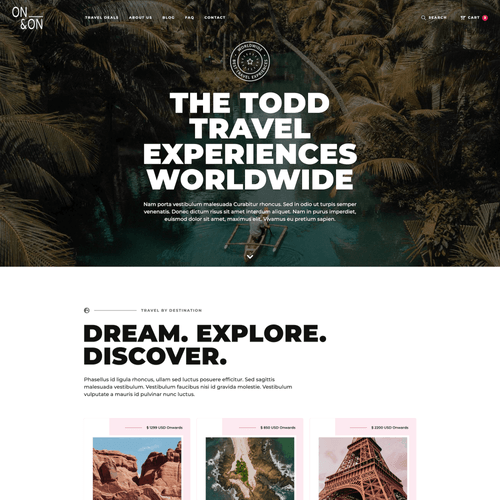 ON
&ON
TRAVEL DEALS ABOUT US BLOG FAQ CONTACT
SEARCH CART
WORLDWIDE
BEST TRAVEL EXPERIENCES
THE TODD
TRAVEL
EXPERIENCES
WORLDWIDE
Nam porta vestibulum malesuada Curabitur rhoncus. Sed in odio ut turpis semper
venenatis. Donec dictum risus sit amet interdum aliquet. Nam in purus imperdiet,
euismod dolor sit amet, maximus elit. Vivamus eu pretium sapien.
TRAVEL BY DESTINATION
DREAM. EXPLORE.
DISCOVER.
Phasellus id ligula rhoncus, ullam sed luctus posuere efficitur. Sed sagittis
malesuada vestibulum. Vestibulum faucibus nisi id gravida molestie. Vestibulum
vulputate a mauris id pulvinar nunc luctus.
$ 1299 USD Onwards
$ 850 USD Onwards
$ 2200 USD Onwards